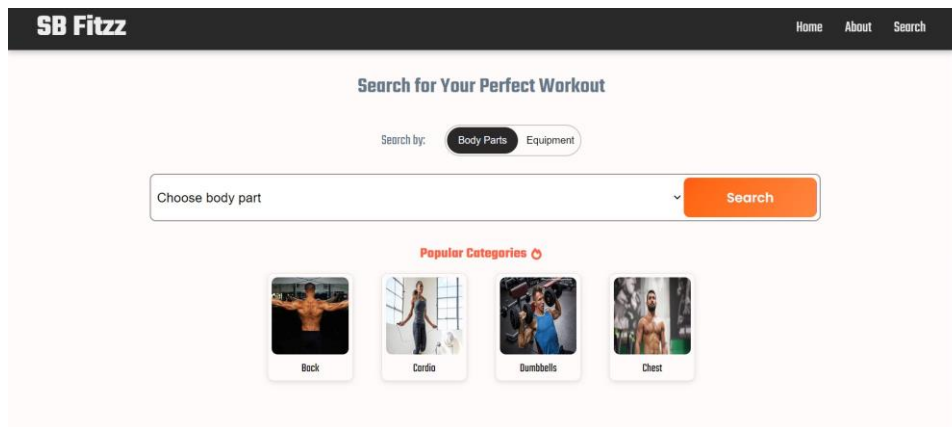 SB Fitzz
Home About Search
Search for Your Perfect Workout
Search by: Body Parts Equipment
Choose body part Search
Popular Categories
Back Cardio Dumbbells Chest